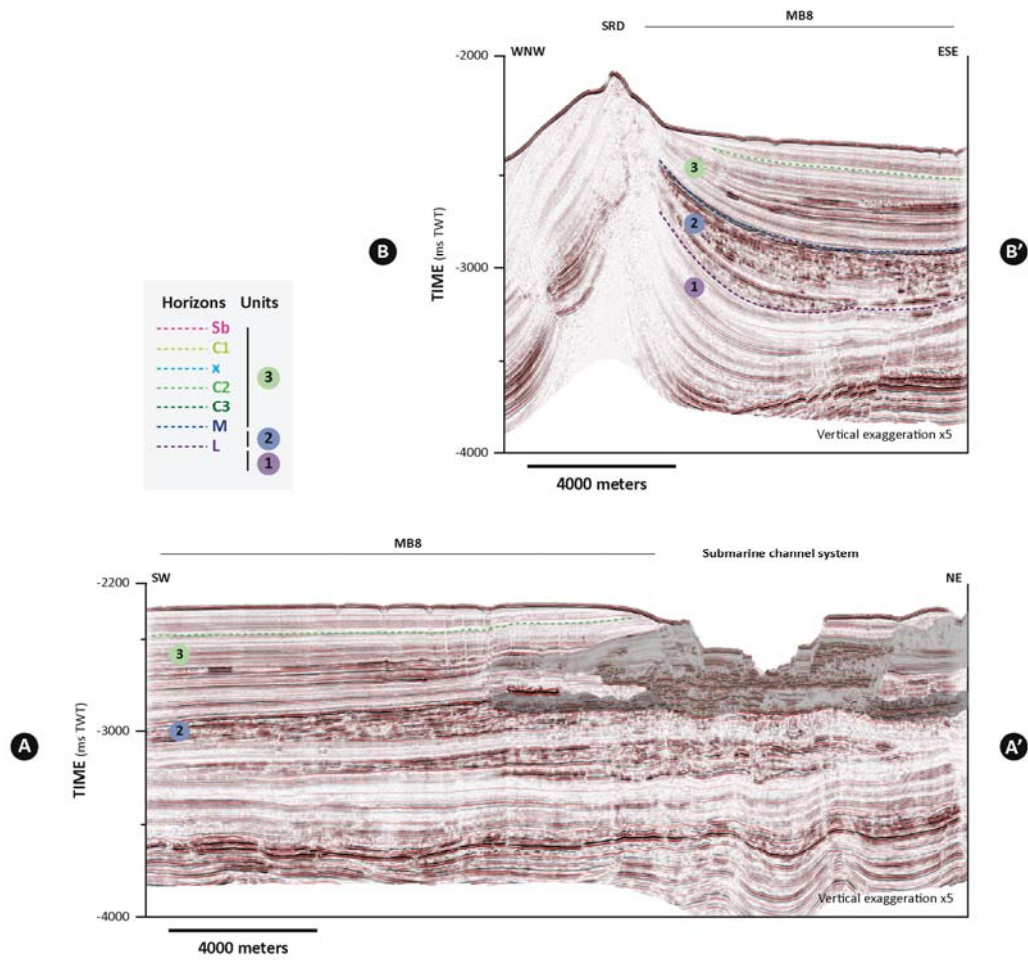 MB8
SRD
WNW
ESE
-2000
-3000
-4000
TIME (ms TWT)
B
B'
3
2
1
Vertical exaggeration x5
4000 meters
Horizons Units
Sb
C1
x
C2
C3
M
L
3
2
1
MB8
Submarine channel system
SW
NE
-2200
-3000
-4000
TIME (ms TWT)
A
A'
3
2
Vertical exaggeration x5
4000 meters